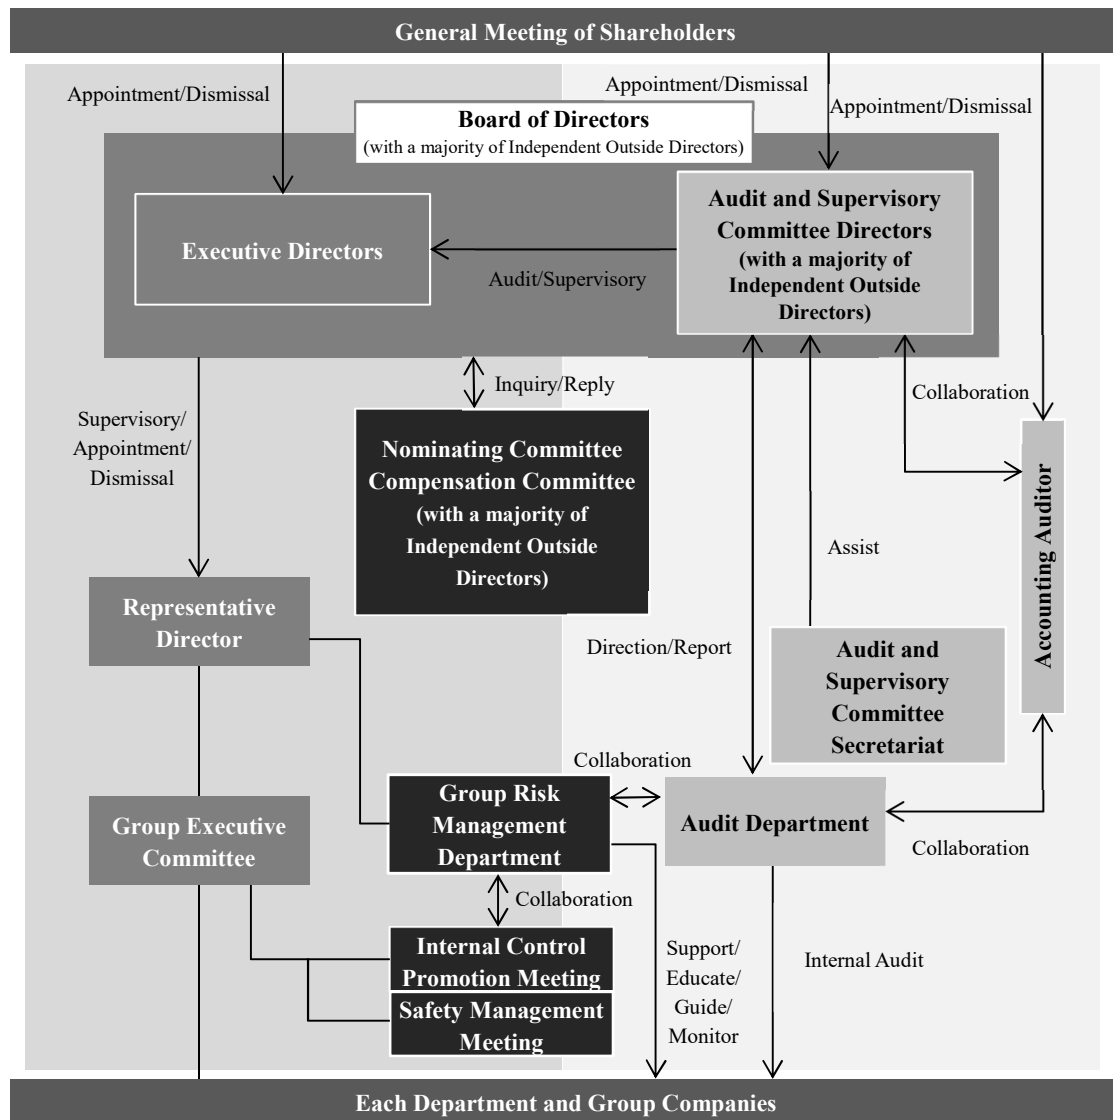 General Meeting of Shareholders
Appointment/Dismissal
Appointment/Dismissal
Appointment/Dismissal
Board of Directors
(with a majority of Independent Outside Directors)
Executive Directors
Audit/Supervisory
Audit and Supervisory
Committee Directors
(with a majority of
Independent Outside
Directors)
Supervisory/
Appointment/
Dismissal
Inquiry/Reply
Collaboration
Nominating Committee
Compensation Committee
(with a majority of
Independent Outside
Directors)
Assist
Accounting Auditor
Representative
Director
Direction/Report
Audit and
Supervisory
Committee
Secretariat
Collaboration
Group Executive
Committee
Group Risk
Management
Department
Audit Department
Collaboration
Collaboration
Internal Control
Promotion Meeting
Safety Management
Meeting
Support/
Educate/
Guide/
Monitor
Internal Audit
Each Department and Group Companies